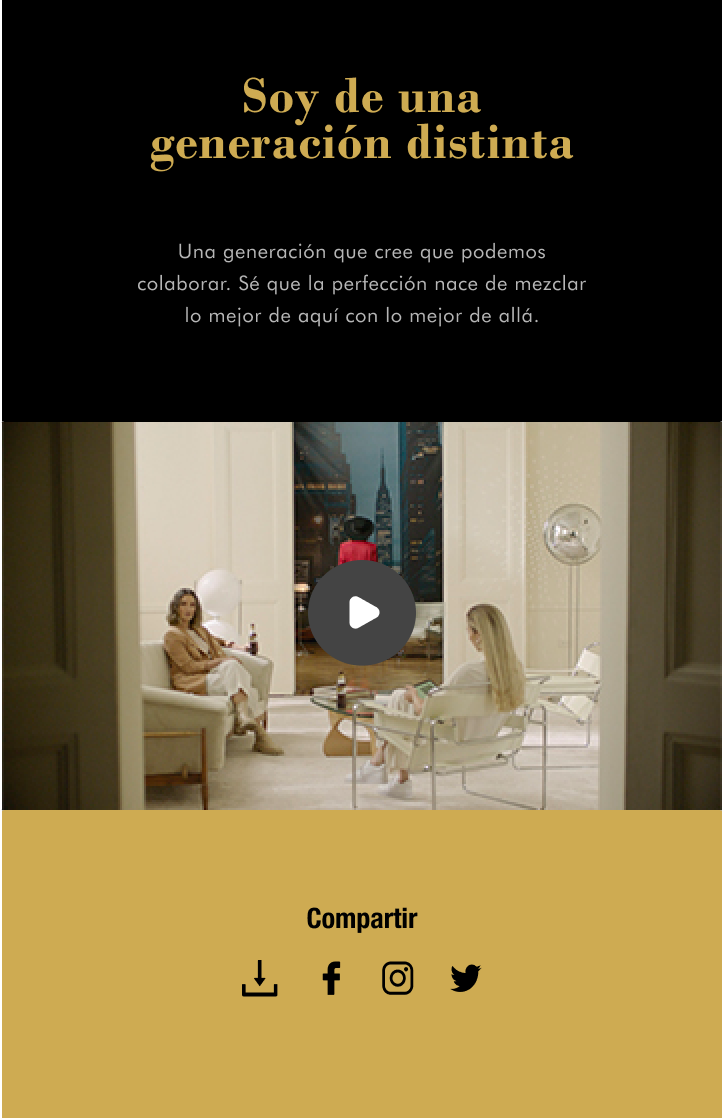 Soy de una
generación distinta
Una generación que cree que podemos
colaborar. Sé que la perfección nace de mezclar
lo mejor de aquí con lo mejor de allá.
Compartir